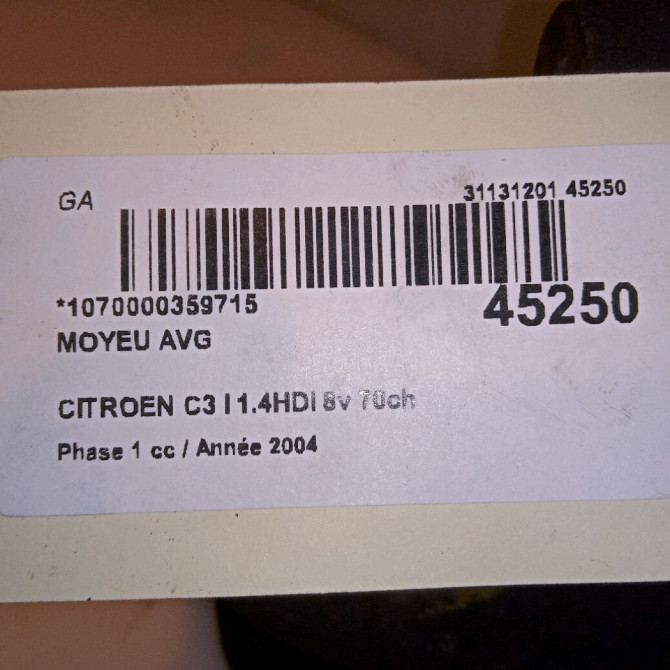 GA
31131201 45250
*1070000359715
45250
MOYEU AVG
CITROEN C3 I 1.4HDI 8v 70ch
Phase 1 cc / Année 2004